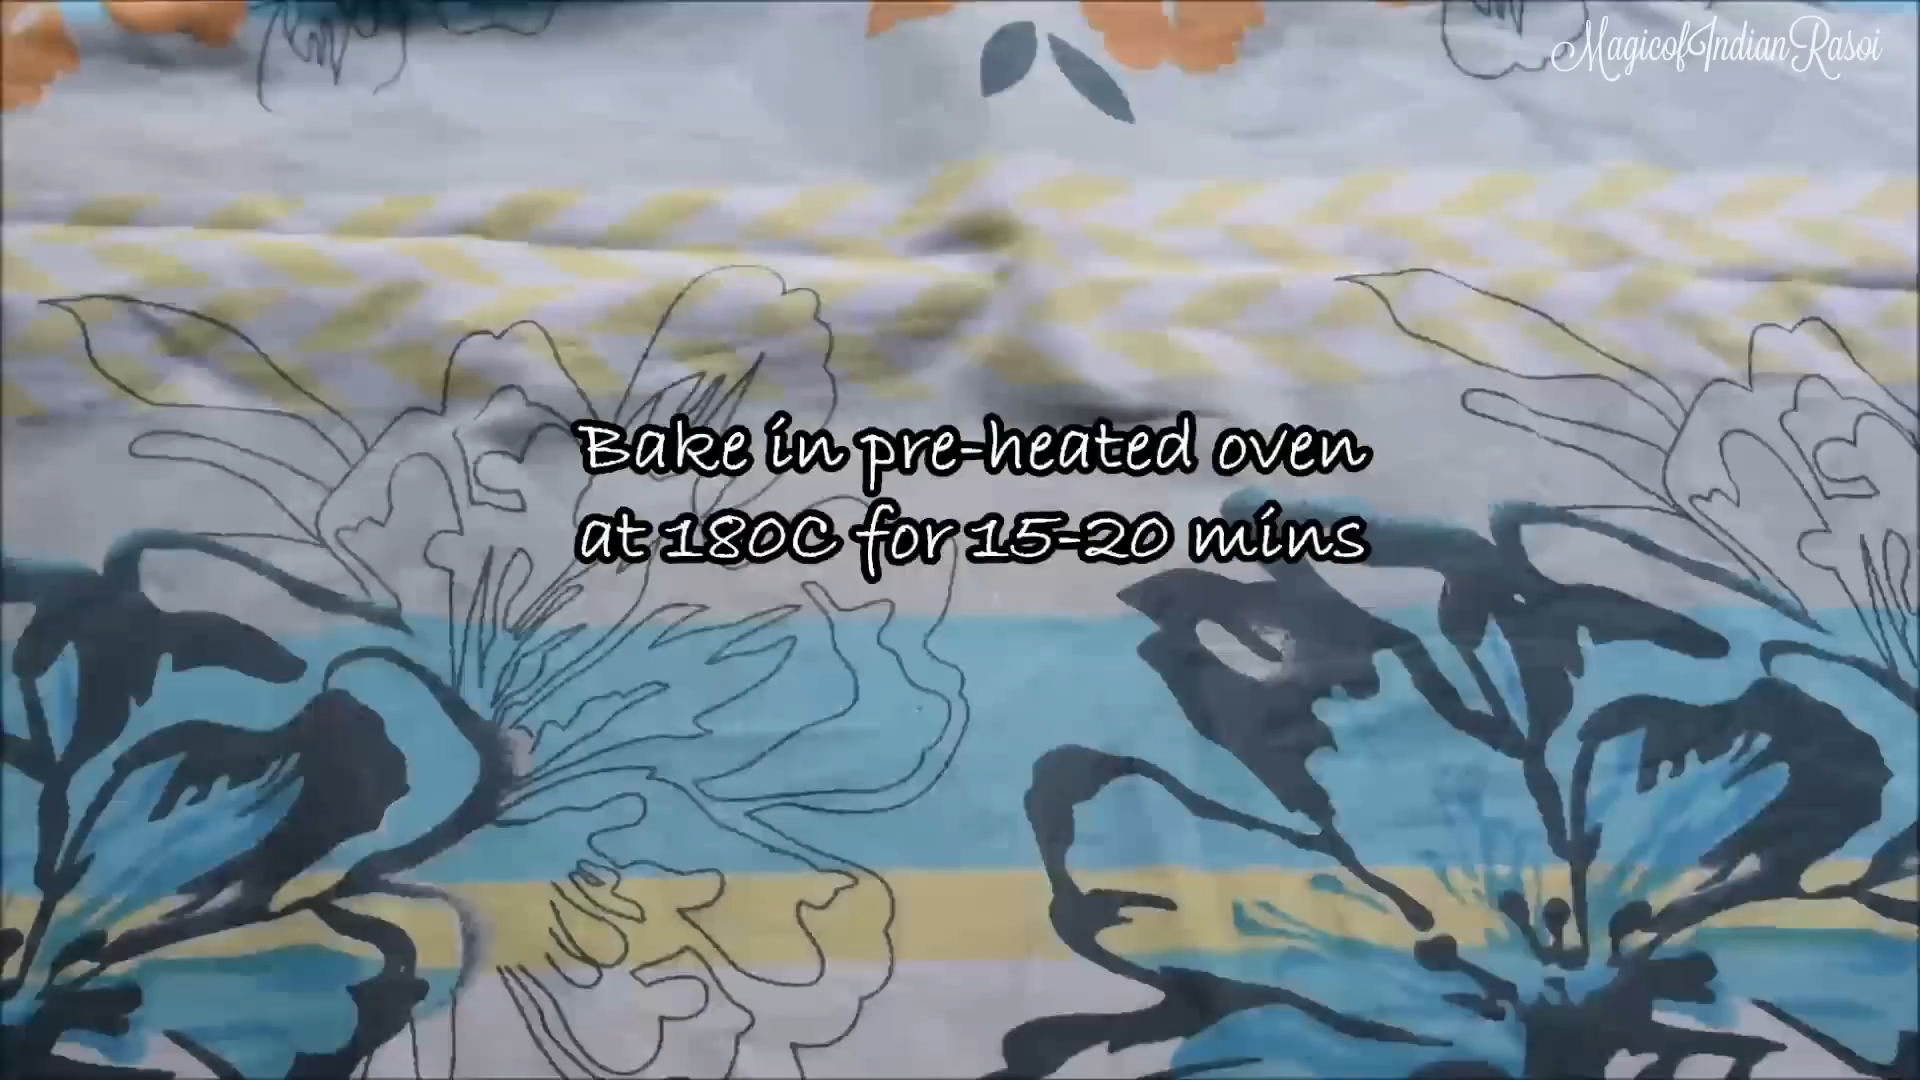 MagicofIndianRasoi
Bake in pre-heated oven
at 180C for 15-20 mins